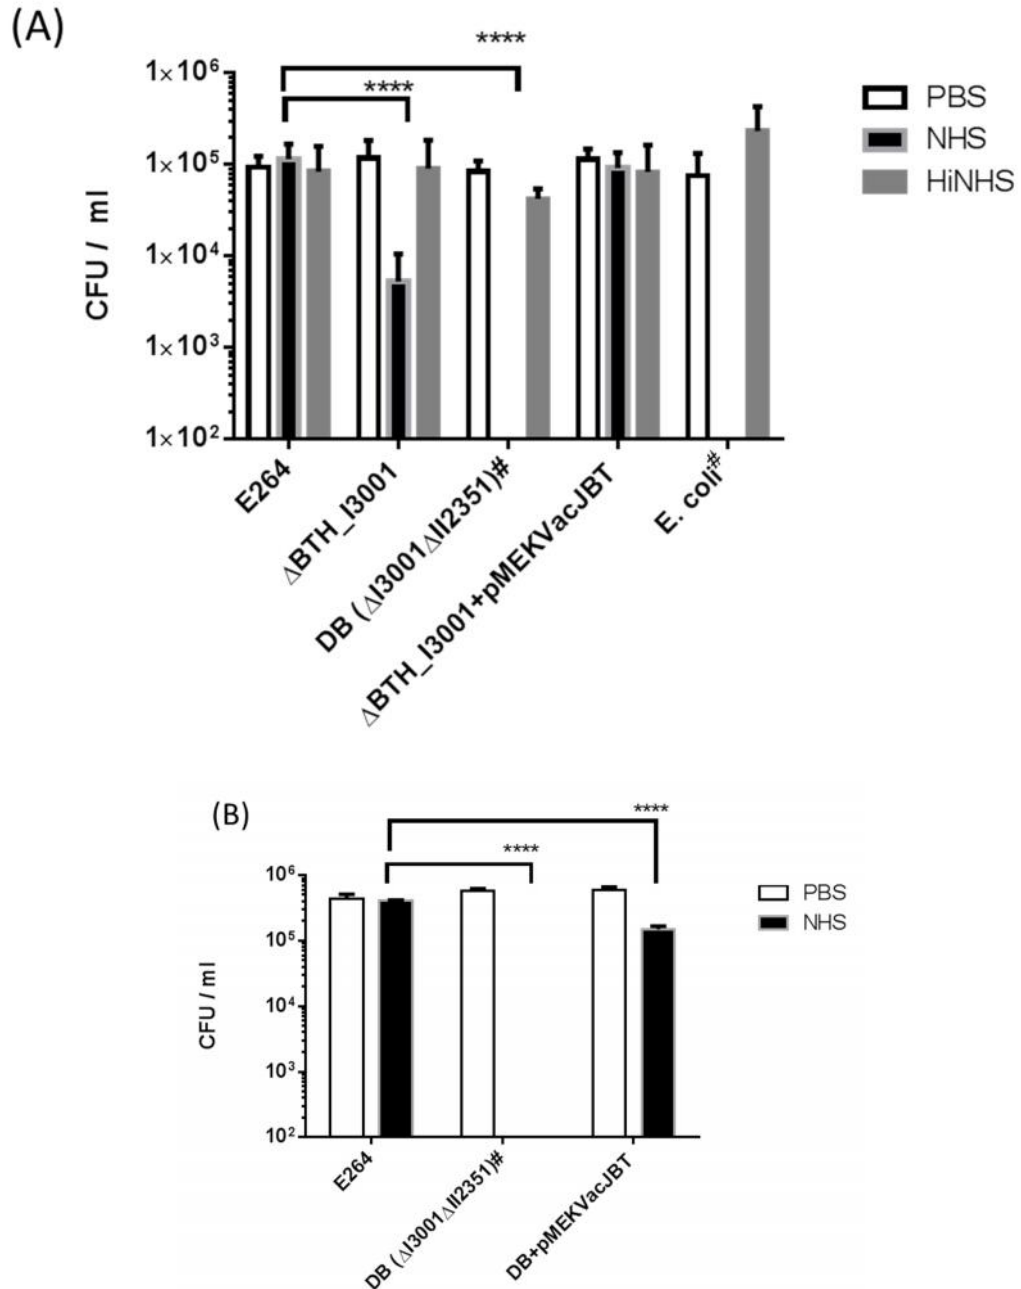 (A)
****
****
1×10⁶
1×10⁵
1×10⁴
1×10³
1×10²
CFU / ml
PBS
NHS
HiNHS
E264
ΔBTH_I3001
DB (ΔI3001ΔII2351)#
ΔBTH_I3001+pMEKVacJBT
E. coli#
(B)
****
****
10⁶
10⁵
10⁴
10³
10²
CFU / ml
PBS
NHS
E264
DB (ΔI3001ΔII2351)#
DB+pMEKVacJBT